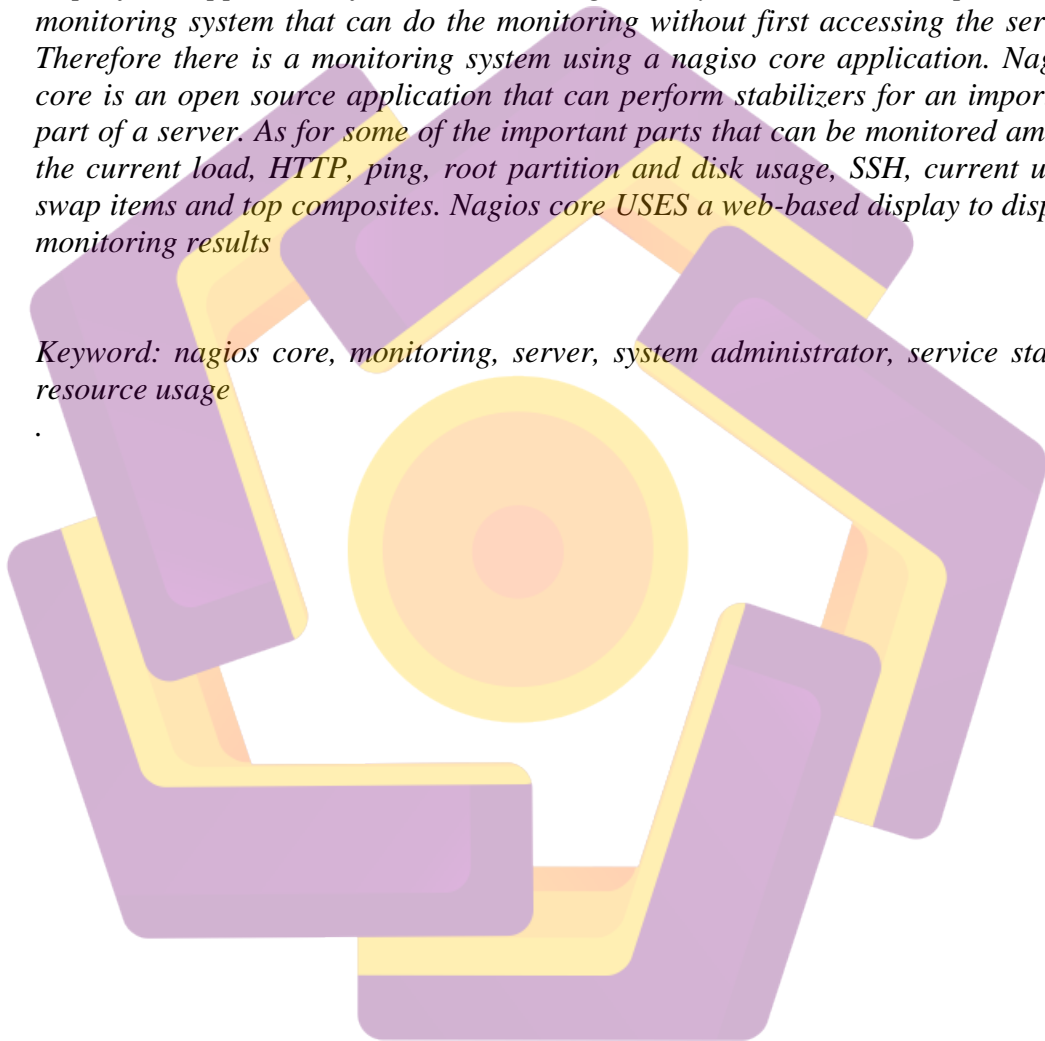 monitoring system that can do the monitoring without first accessing the ser
Therefore there is a monitoring system using a nagiso core application. Nag
core is an open source application that can perform stabilizers for an impor
part of a server. As for some of the important parts that can be monitored am
the current load, HTTP, ping, root partition and disk usage, SSH, current u
swap items and top composites. Nagios core USES a web-based display to disp
monitoring results
Keyword: nagios core, monitoring, server, system administrator, service sta
resource usage
.